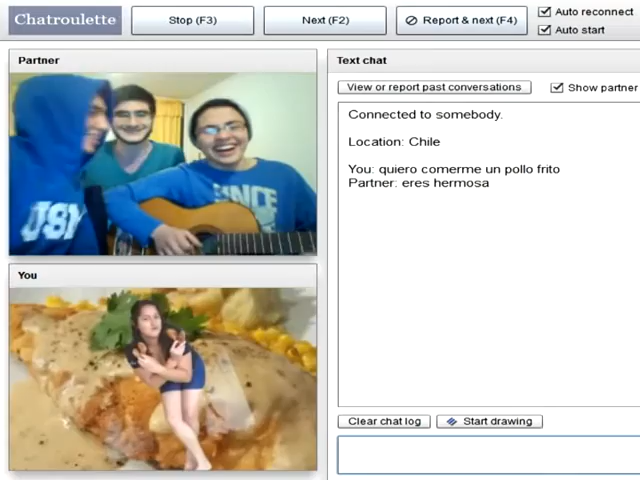 Chatroulette
Stop (F3)
Next (F2)
Report & next (F4)
Auto reconnect
Auto start
Partner
Text chat
View or report past conversations
Show partner
Connected to somebody.
Location: Chile
You: quiero comerme un pollo frito
Partner: eres hermosa
You
Clear chat log
Start drawing